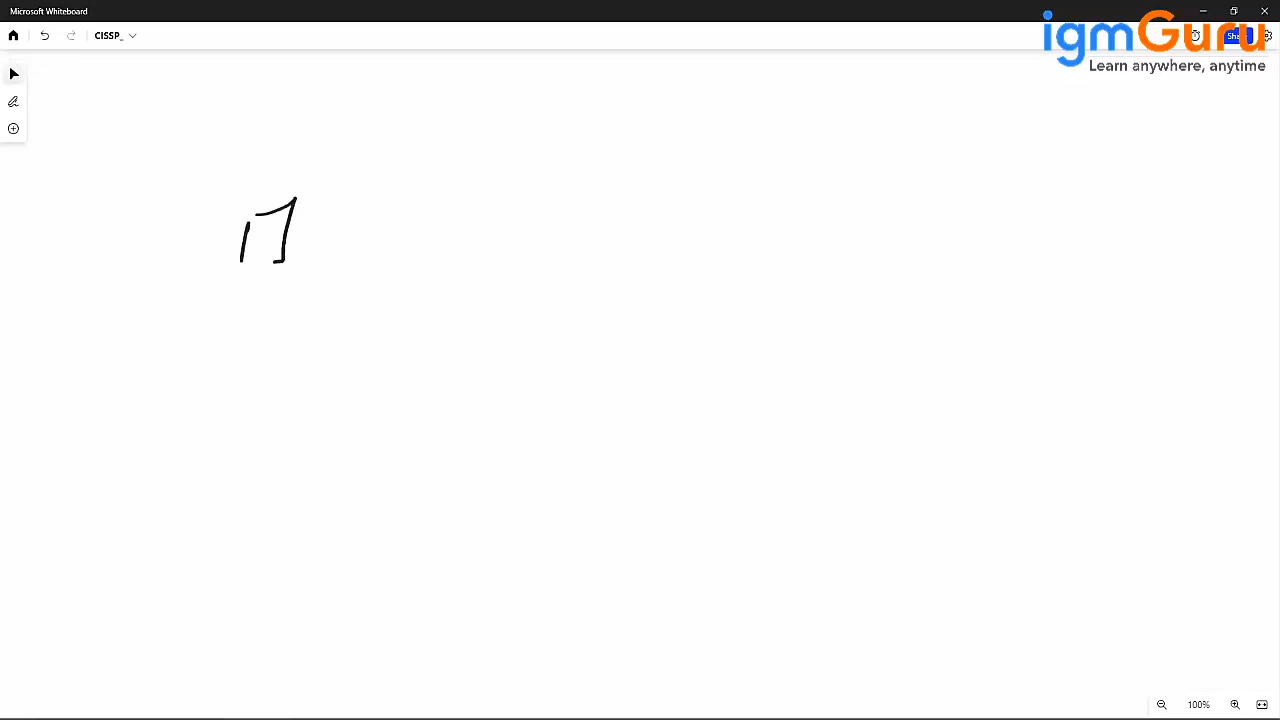 Microsoft Whiteboard
CISSP_
igmGuru
Learn anywhere, anytime
100%